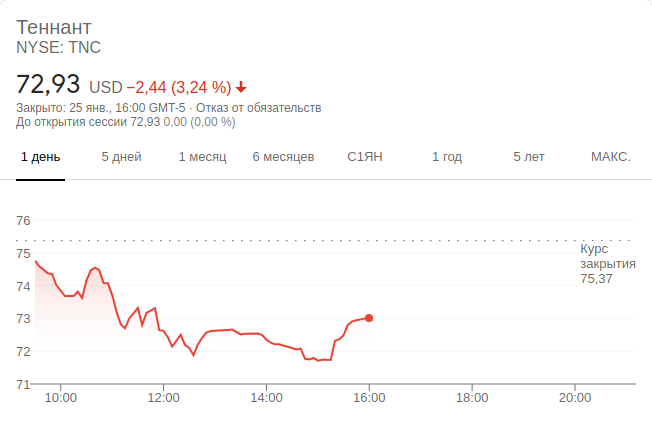 Теннант
NYSE: TNC
72,93 USD −2,44 (3,24 %)
Закрыто: 25 янв., 16:00 GMT-5 · Отказ от обязательств
До открытия сессии 72,93 0,00 (0,00 %)
1 день 5 дней 1 месяц 6 месяцев С1ЯН 1 год 5 лет МАКС.
76
75
74
73
72
71
Курс
закрытия
75,37
10:00 12:00 14:00 16:00 18:00 20:00